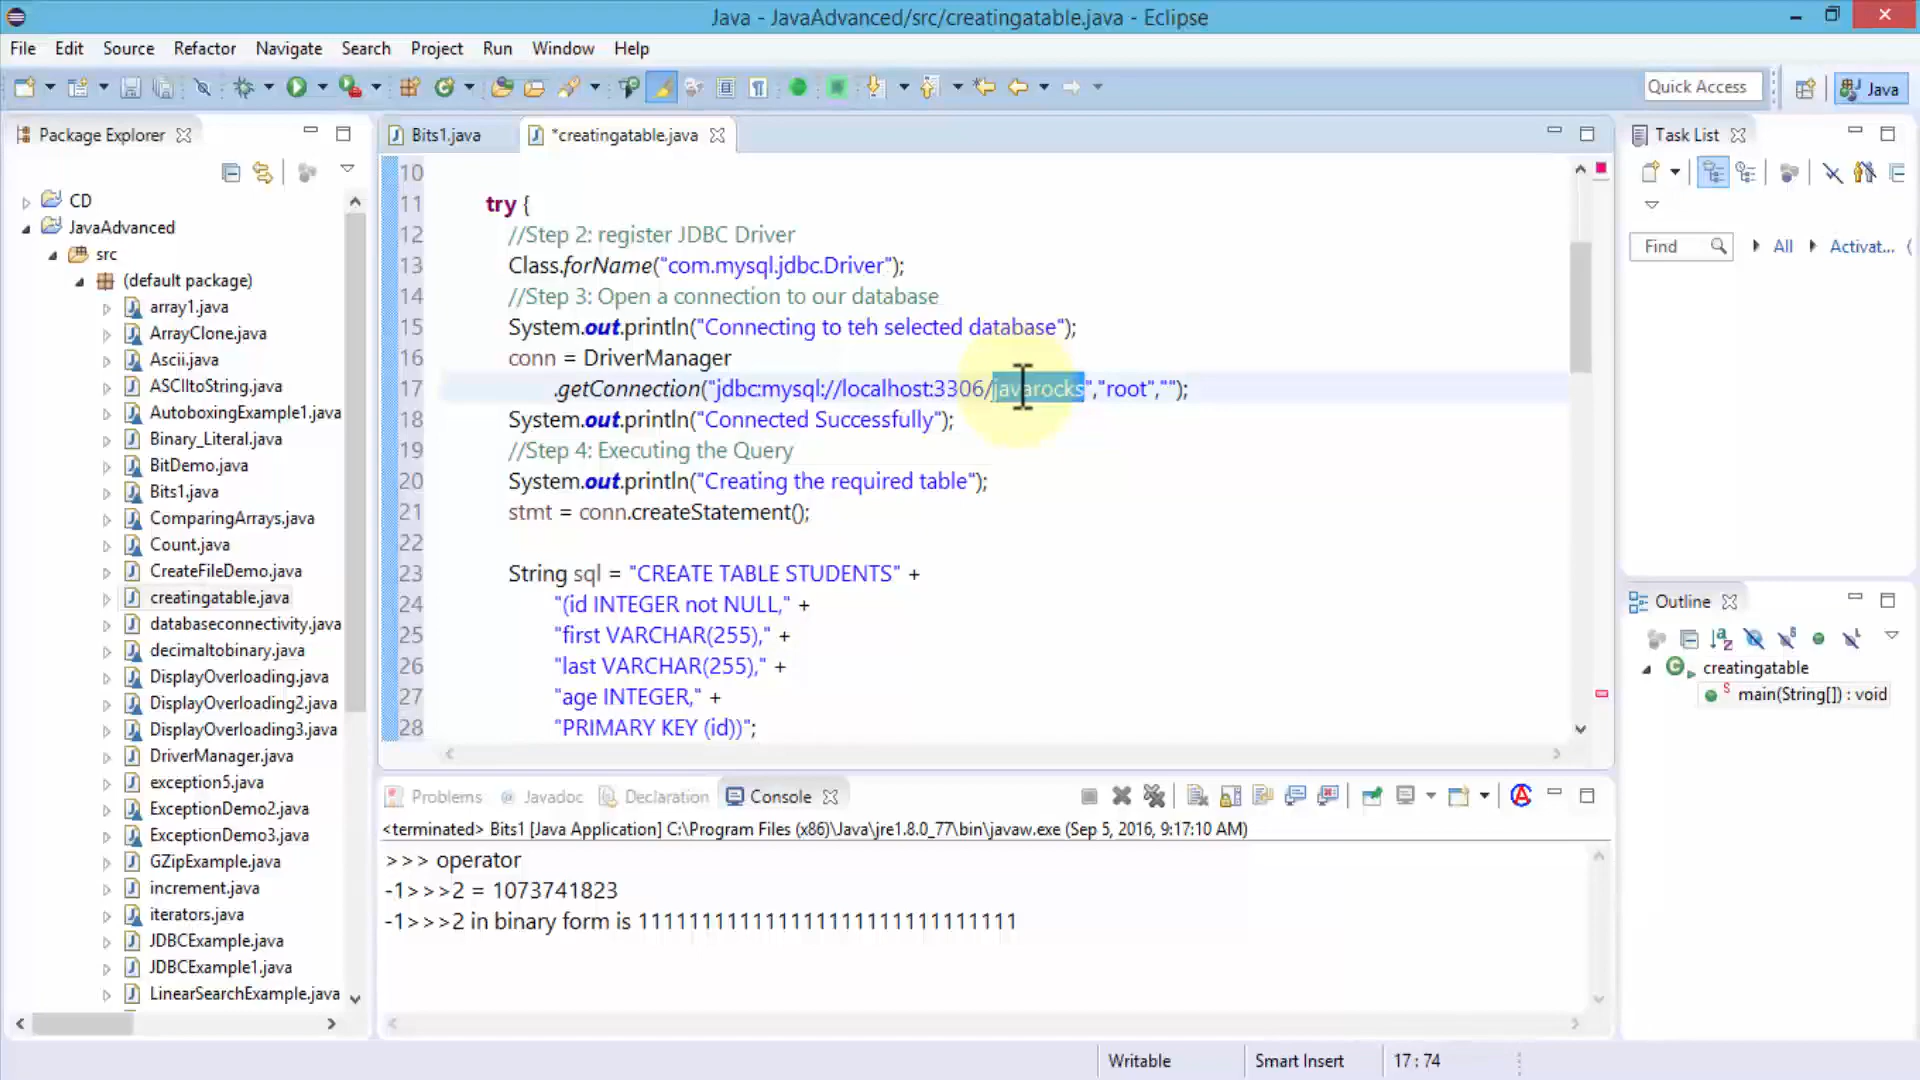 Java - JavaAdvanced/src/creatingatable.java - Eclipse
File Edit Source Refactor Navigate Search Project Run Window Help
Quick Access
Java
Package Explorer
CD
JavaAdvanced
src
(default package)
array1.java
ArrayClone.java
Ascii.java
ASCIItoString.java
AutoboxingExample1.java
Binary_Literal.java
BitDemo.java
Bits1.java
ComparingArrays.java
Count.java
CreateFileDemo.java
creatingatable.java
databaseconnectivity.java
decimaltobinary.java
DisplayOverloading.java
DisplayOverloading2.java
DisplayOverloading3.java
DriverManager.java
exception5.java
ExceptionDemo2.java
ExceptionDemo3.java
GZipExample.java
increment.java
iterators.java
JDBCExample.java
JDBCExample1.java
LinearSearchExample.java
Bits1.java *creatingatable.java
10
11 try {
12 //Step 2: register JDBC Driver
13 Class.forName("com.mysql.jdbc.Driver");
14 //Step 3: Open a connection to our database
15 System.out.println("Connecting to teh selected database");
16 conn = DriverManager
17 .getConnection("jdbc:mysql://localhost:3306/javarocks","root","");
18 System.out.println("Connected Successfully");
19 //Step 4: Executing the Query
20 System.out.println("Creating the required table");
21 stmt = conn.createStatement();
22
23 String sql = "CREATE TABLE STUDENTS" +
24 "(id INTEGER not NULL," +
25 "first VARCHAR(255)," +
26 "last VARCHAR(255)," +
27 "age INTEGER," +
28 "PRIMARY KEY (id))";
Problems Javadoc Declaration Console
<terminated> Bits1 [Java Application] C:\Program Files (x86)\Java\jre1.8.0_77\bin\javaw.exe (Sep 5, 2016, 9:17:10 AM)
>>> operator
-1>>>2 = 1073741823
-1>>>2 in binary form is 111111111111111111111111111111
Task List
Find All Activat...
Outline
creatingatable
S main(String[]) : void
Writable Smart Insert 17 : 74